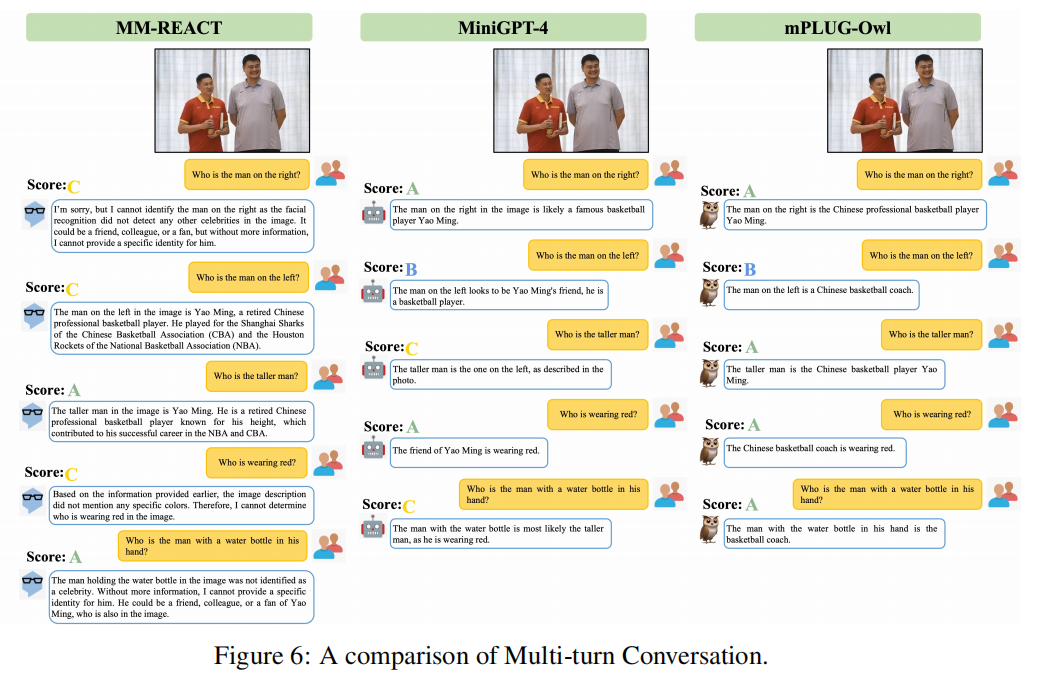 MM-REACT
Who is the man on the right?
Score:C
I'm sorry, but I cannot identify the man on the right as the facial
recognition did not detect any other celebrities in the image. It
could be a friend, colleague, or a fan, but without more information,
I cannot provide a specific identity for him.
Who is the man on the left?
Score:C
The man on the left in the image is Yao Ming, a retired Chinese
professional basketball player. He played for the Shanghai Sharks
of the Chinese Basketball Association (CBA) and the Houston
Rockets of the National Basketball Association (NBA).
Who is the taller man?
Score: A
The taller man in the image is Yao Ming. He is a retired Chinese
professional basketball player known for his height, which
contributed to his successful career in the NBA and CBA.
Who is wearing red?
Score:C
Based on the information provided earlier, the image description
did not mention any specific colors. Therefore, I cannot determine
who is wearing red in the image.
Who is the man with a water bottle in his
hand?
Score: A
The man holding the water bottle in the image was not identified as
a celebrity. Without more information, I cannot provide a specific
identity for him. He could be a friend, colleague, or a fan of Yao
Ming, who is also in the image.
MiniGPT-4
Who is the man on the right?
Score: A
The man on the right in the image is likely a famous basketball
player Yao Ming.
Who is the man on the left?
Score:B
The man on the left looks to be Yao Ming's friend, he is
a basketball player.
Who is the taller man?
Score:C
The taller man is the one on the left, as described in the
photo.
Who is wearing red?
Score: A
The friend of Yao Ming is wearing red.
Who is the man with a water bottle in his
hand?
Score:C
The man with the water bottle is most likely the taller
man, as he is wearing red.
mPLUG-Owl
Who is the man on the right?
Score: A
The man on the right is the Chinese professional basketball player
Yao Ming.
Who is the man on the left?
Score:B
The man on the left is a Chinese basketball coach.
Who is the taller man?
Score: A
The taller man is the Chinese basketball player Yao
Ming.
Who is wearing red?
Score: A
The Chinese basketball coach is wearing red.
Who is the man with a water bottle in his
hand?
Score: A
The man with the water bottle in his hand is the
basketball coach.
Figure 6: A comparison of Multi-turn Conversation.